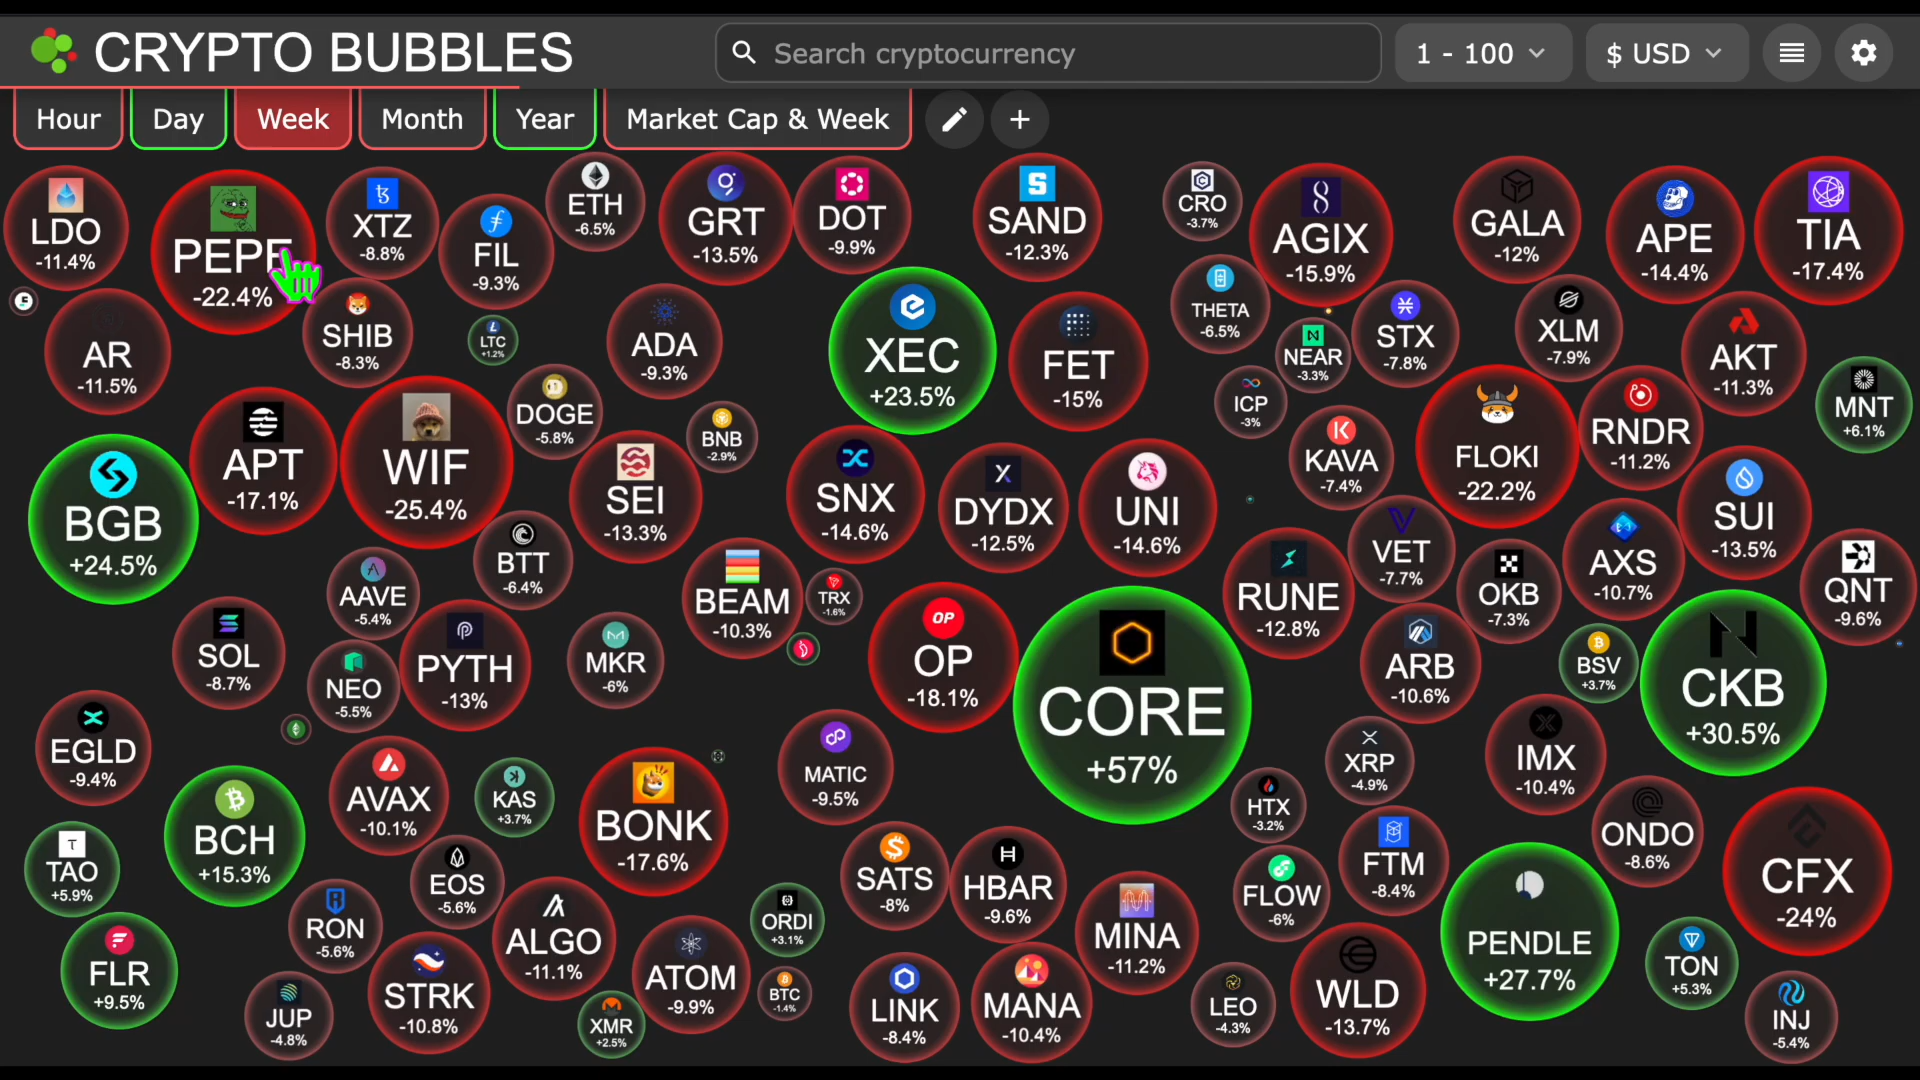 CRYPTO BUBBLES
Search cryptocurrency
1 - 100
$ USD
Hour
Day
Week
Month
Year
Market Cap & Week
LDO
-11.4%
PEPE
-22.4%
XTZ
-8.8%
FIL
-9.3%
ETH
-6.5%
GRT
-13.5%
DOT
-9.9%
SAND
-12.3%
CRO
-3.7%
AGIX
-15.9%
GALA
-12%
APE
-14.4%
TIA
-17.4%
AR
-11.5%
SHIB
-8.3%
LTC
+1.2%
ADA
-9.3%
XEC
+23.5%
FET
-15%
THETA
-6.5%
NEAR
-3.3%
STX
-7.8%
XLM
-7.9%
AKT
-11.3%
MNT
+6.1%
BGB
+24.5%
APT
-17.1%
WIF
-25.4%
DOGE
-5.8%
SEI
-13.3%
BNB
-2.9%
SNX
-14.6%
DYDX
-12.5%
UNI
-14.6%
ICP
-3%
KAVA
-7.4%
FLOKI
-22.2%
RNDR
-11.2%
SUI
-13.5%
AAVE
-5.4%
BTT
-6.4%
BEAM
-10.3%
TRX
-1.6%
RUNE
-12.8%
VET
-7.7%
OKB
-7.3%
AXS
-10.7%
QNT
-9.6%
SOL
-8.7%
NEO
-5.5%
PYTH
-13%
MKR
-6%
OP
OP
-18.1%
CORE
+57%
ARB
-10.6%
BSV
+3.7%
CKB
+30.5%
EGLD
-9.4%
BCH
+15.3%
AVAX
-10.1%
KAS
+3.7%
BONK
-17.6%
MATIC
-9.5%
XRP
-4.9%
HTX
-3.2%
IMX
-10.4%
ONDO
-8.6%
CFX
-24%
TAO
+5.9%
FLR
+9.5%
RON
-5.6%
EOS
-5.6%
ALGO
-11.1%
ORDI
+3.1%
SATS
-8%
HBAR
-9.6%
MINA
-11.2%
FLOW
-6%
FTM
-8.4%
PENDLE
+27.7%
TON
+5.3%
JUP
-4.8%
STRK
-10.8%
XMR
+2.5%
ATOM
-9.9%
BTC
-1.4%
LINK
-8.4%
MANA
-10.4%
LEO
-4.3%
WLD
-13.7%
INJ
-5.4%